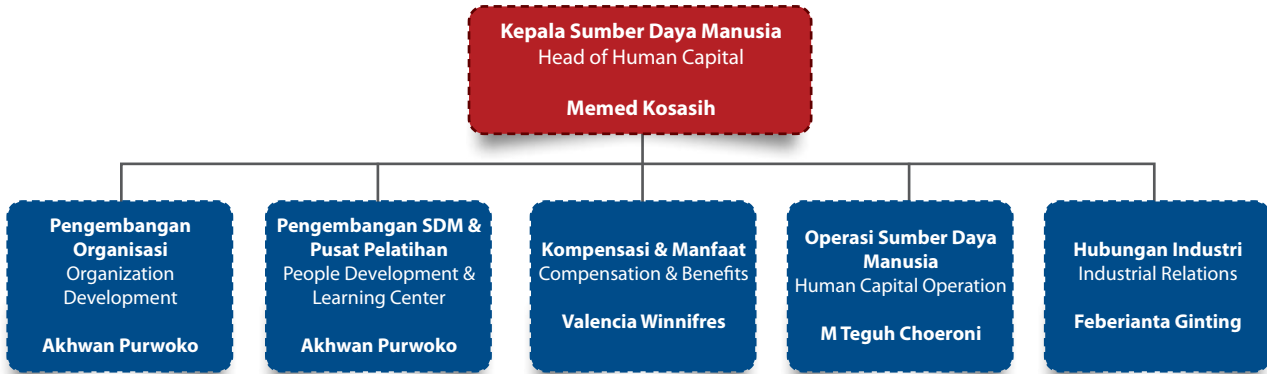 Kepala Sumber Daya Manusia
Head of Human Capital
Memed Kosasih
Pengembangan
Organisasi
Organization
Development
Akhwan Purwoko
Pengembangan SDM &
Pusat Pelatihan
People Development &
Learning Center
Akhwan Purwoko
Kompensasi & Manfaat
Compensation & Benefits
Valencia Winnifres
Operasi Sumber Daya
Manusia
Human Capital Operation
M Teguh Choeroni
Hubungan Industri
Industrial Relations
Feberianta Ginting